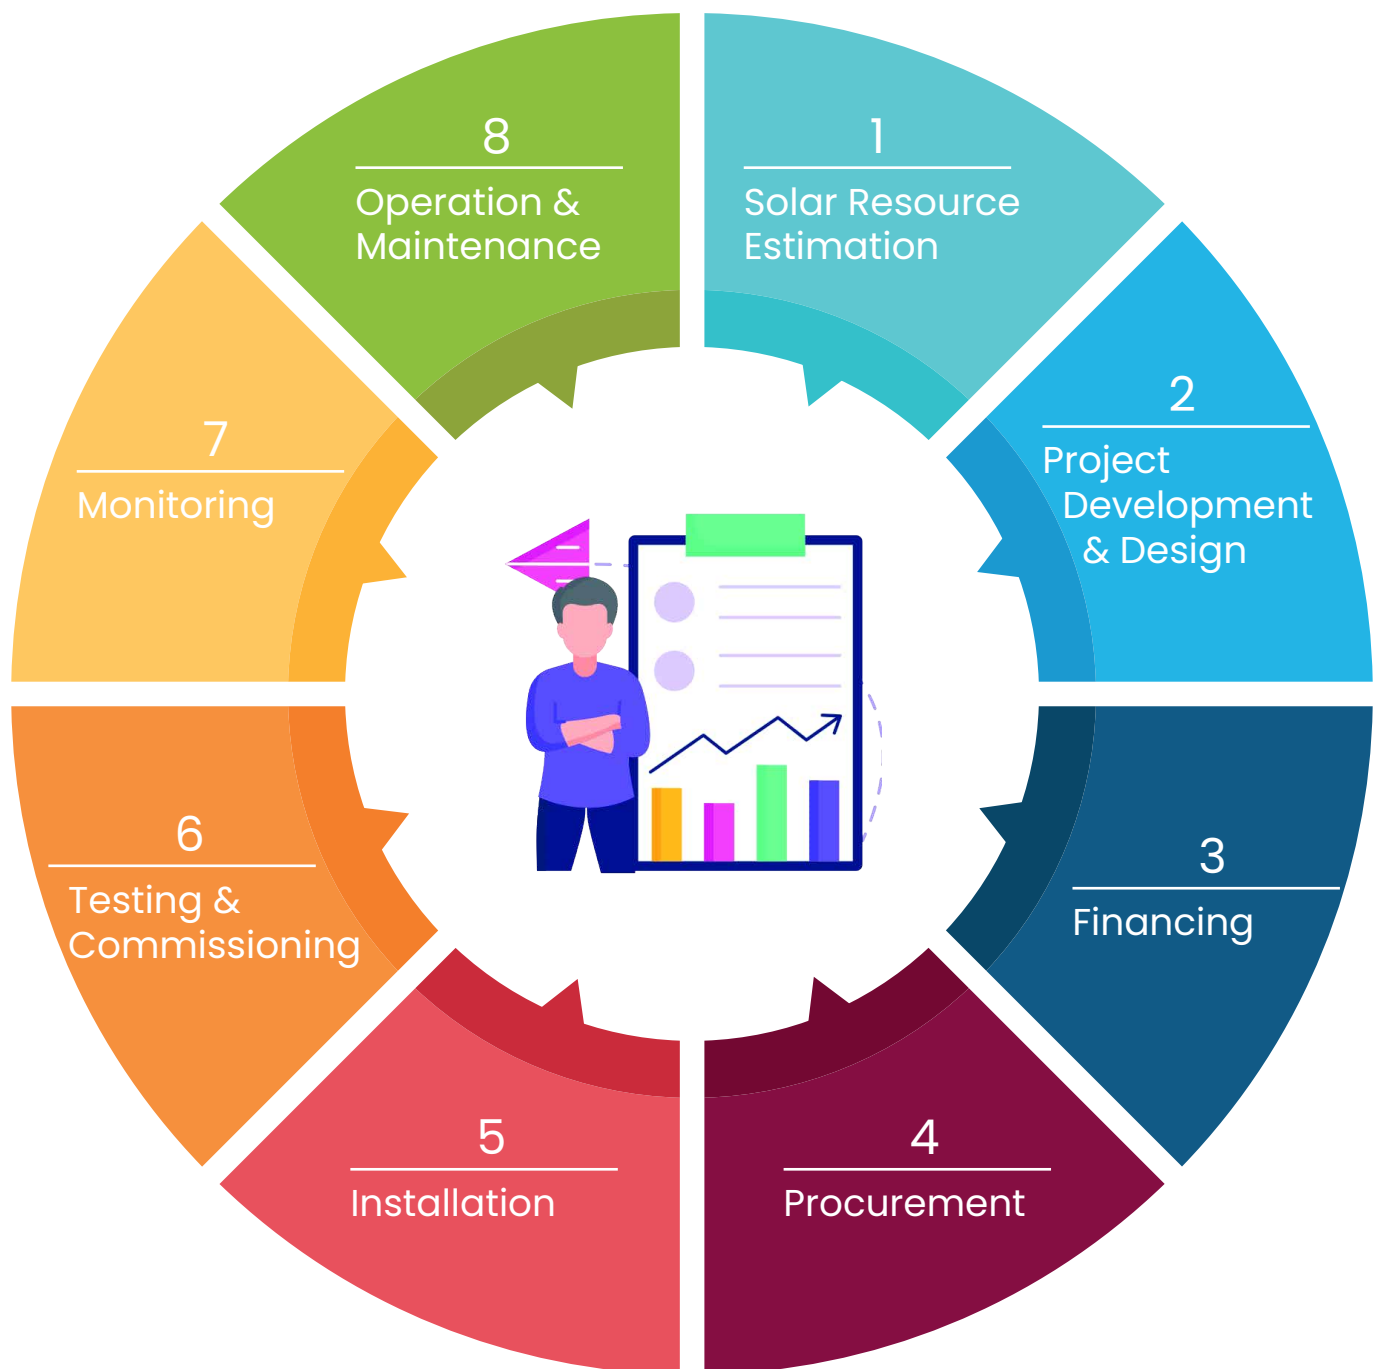 1
Solar Resource
Estimation
2
Project
Development
& Design
3
Financing
4
Procurement
5
Installation
6
Testing &
Commissioning
7
Monitoring
8
Operation &
Maintenance